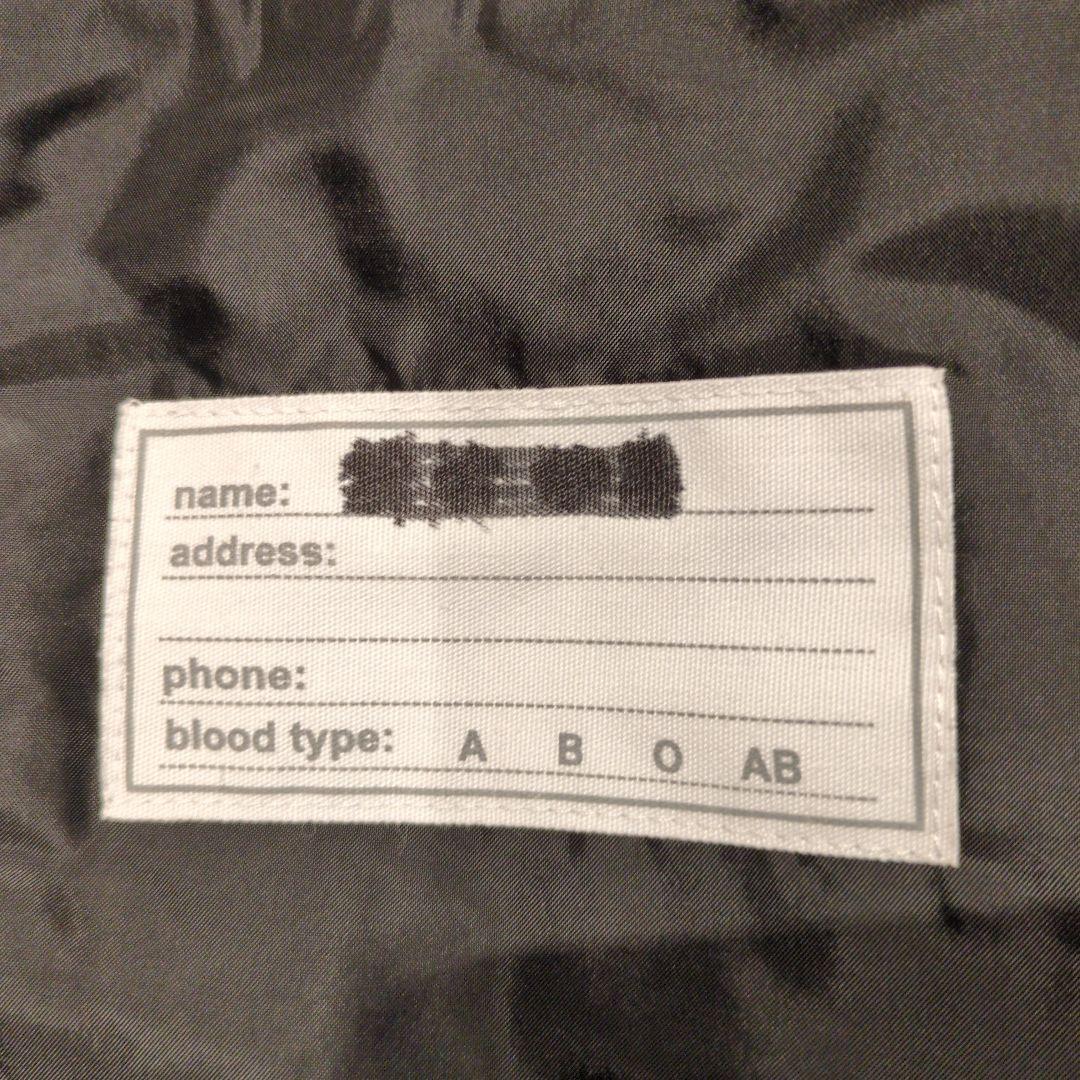 name:
address:
phone:
blood type: A B O AB